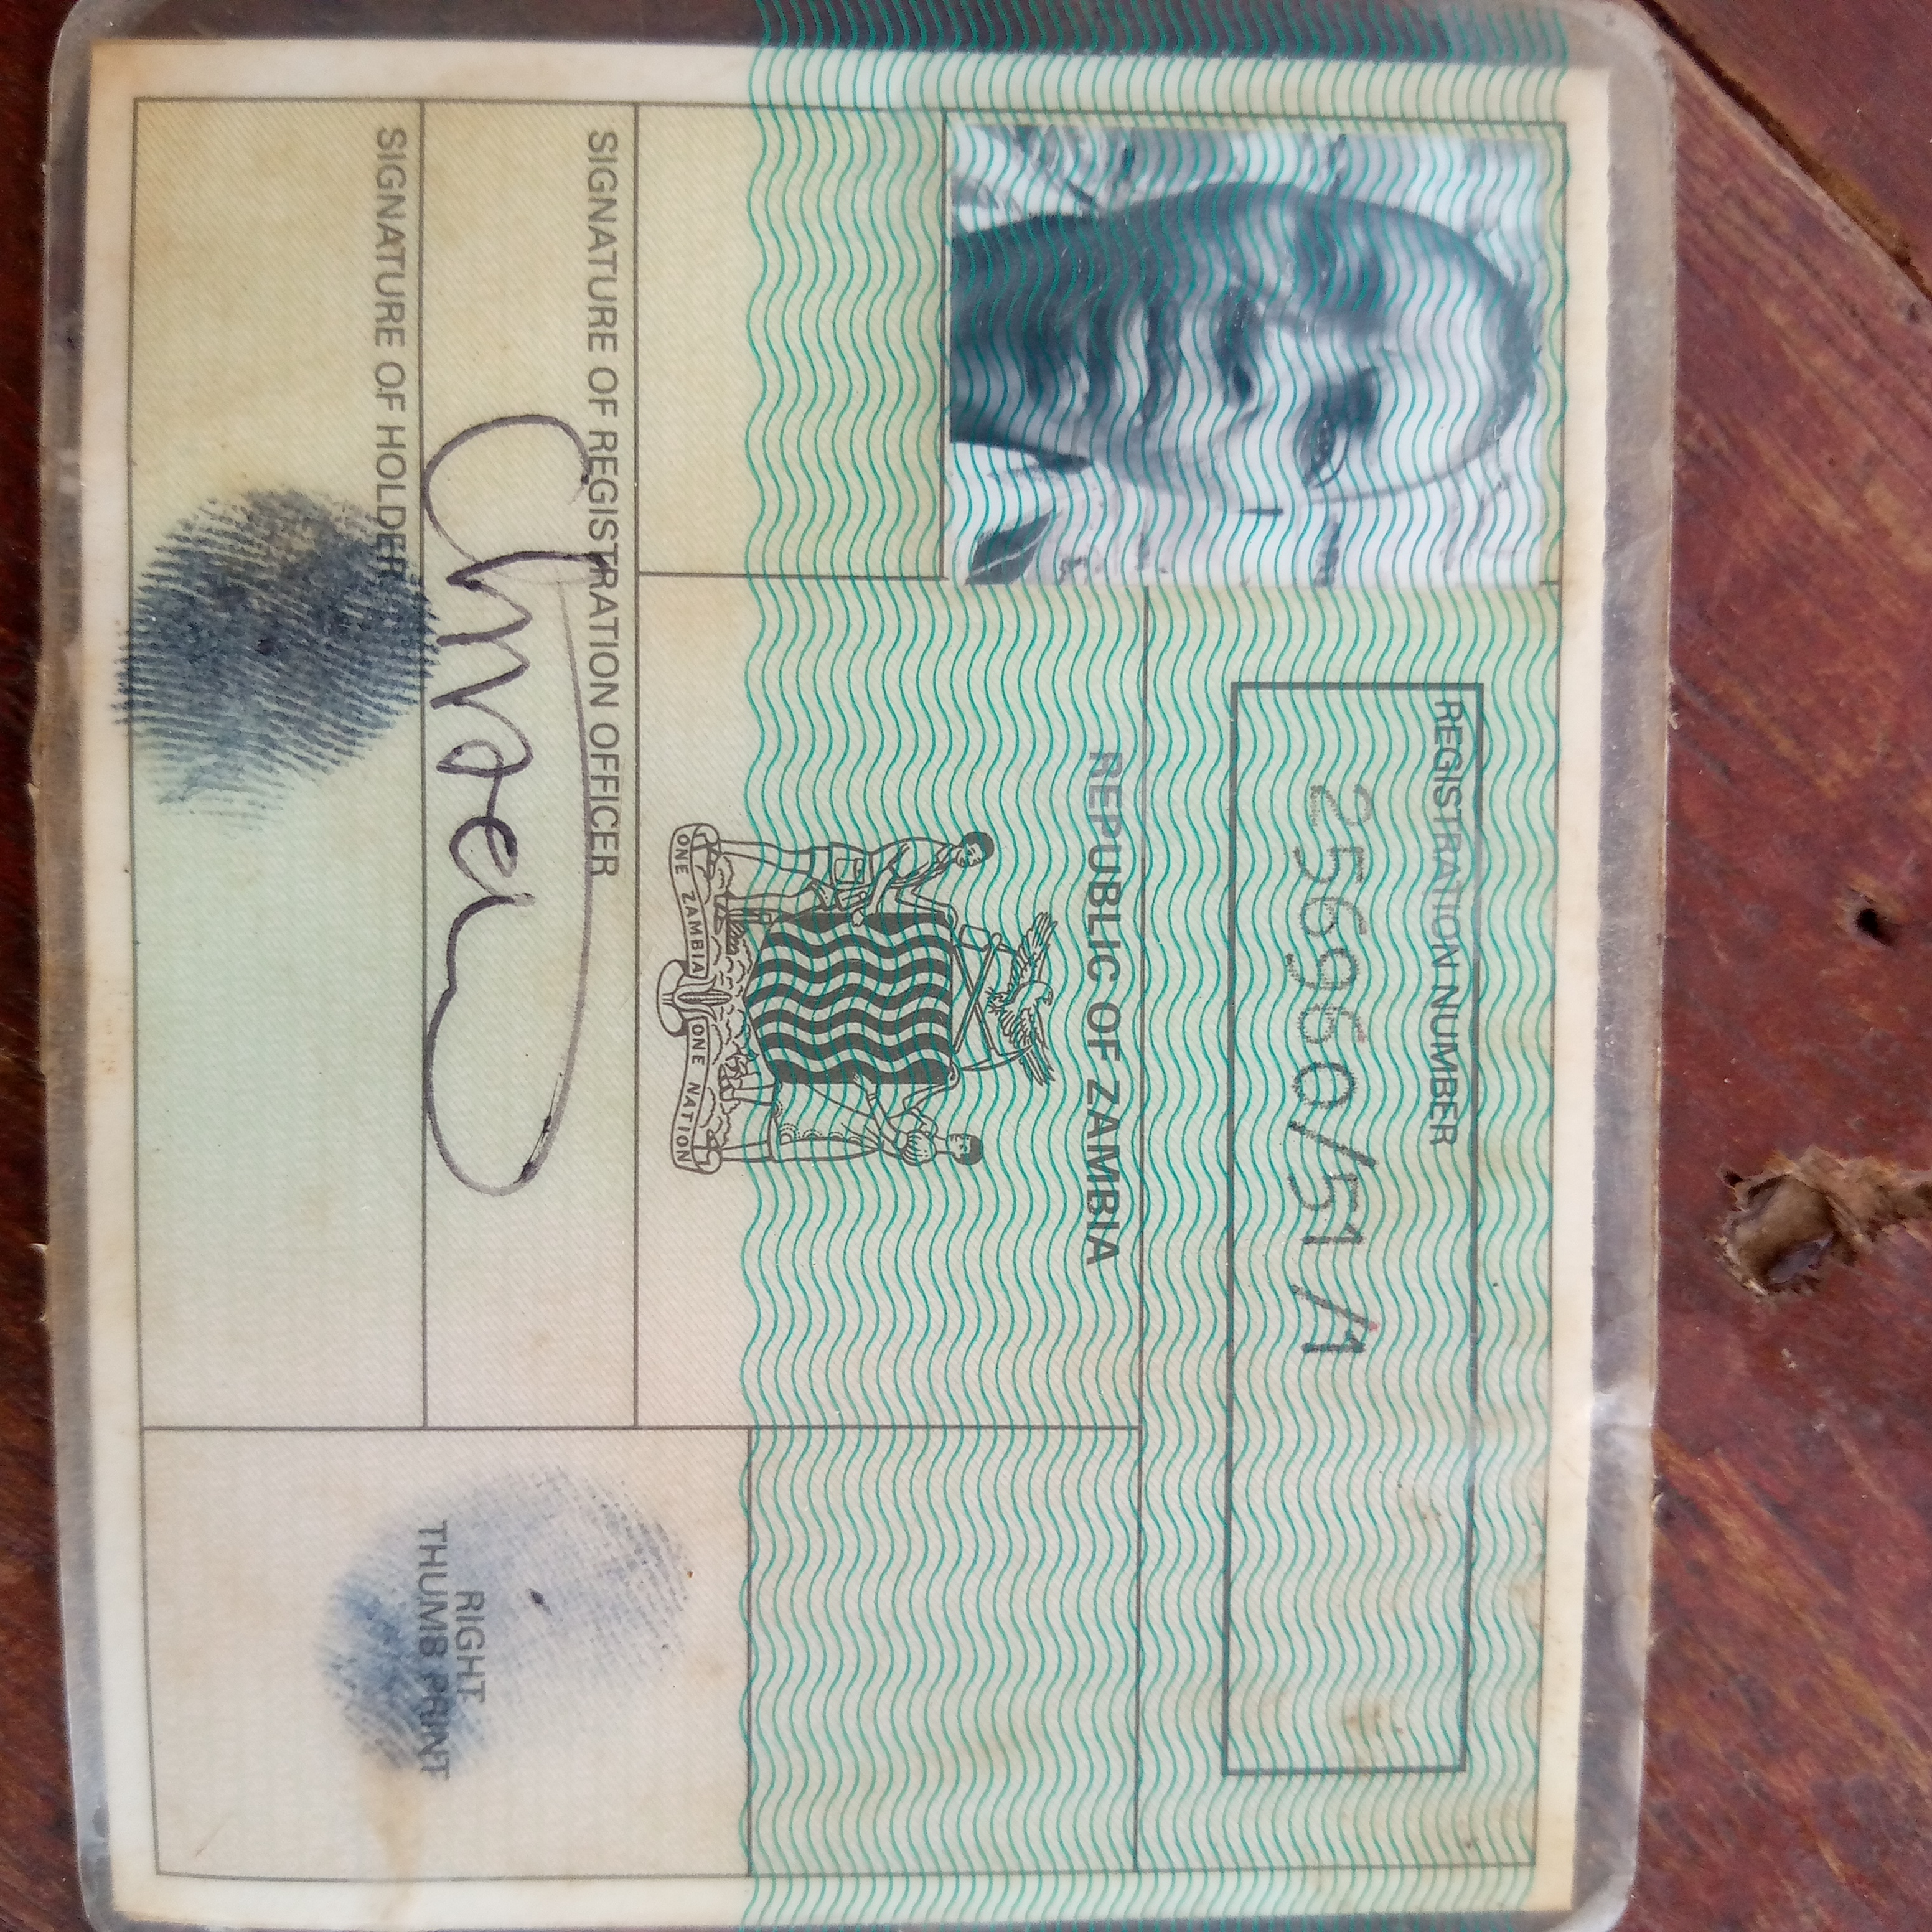 REGISTRATION NUMBER
256960/51/1
REPUBLIC OF ZAMBIA
ONE ZAMBIA ONE NATION
SIGNATURE OF REGISTRATION OFFICER
SIGNATURE OF HOLDER
RIGHT
THUMB PRINT